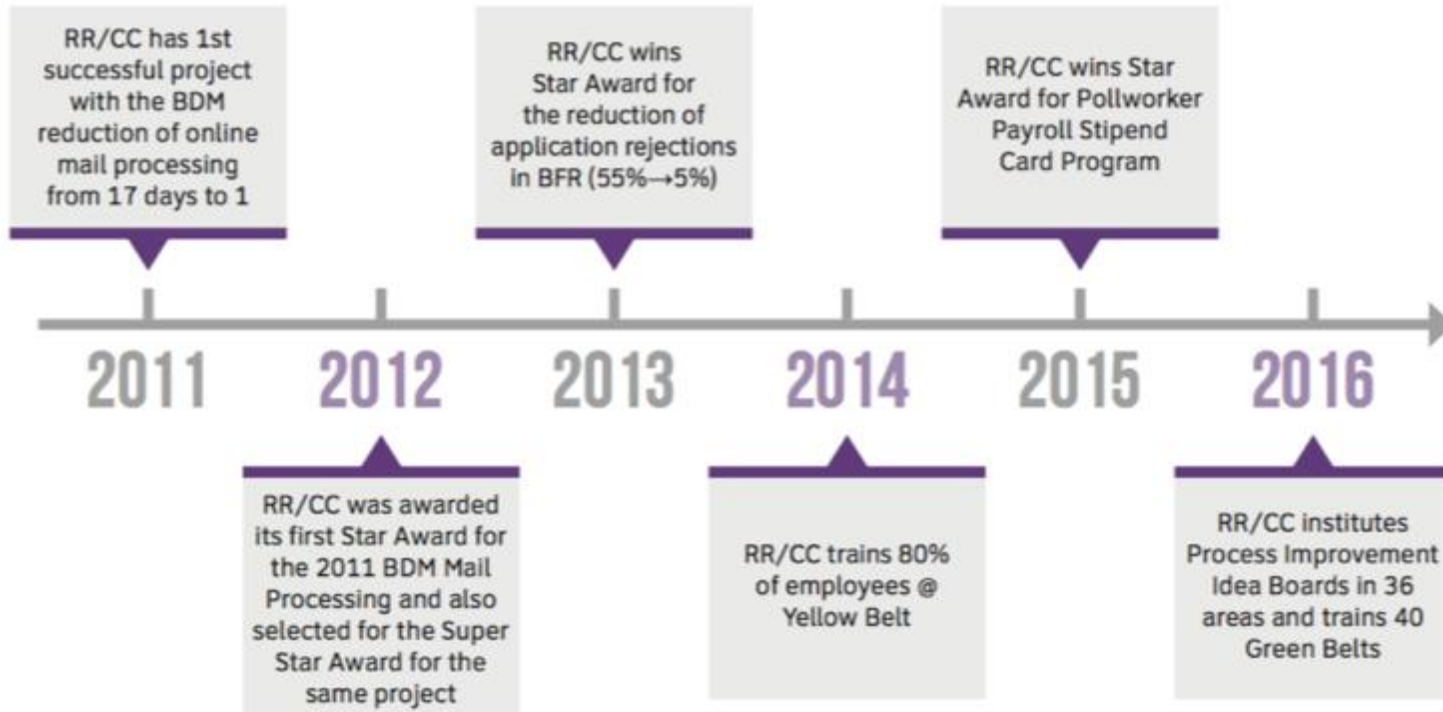 RR/CC has 1st
successful project
with the BDM
reduction of online
mail processing
from 17 days to 1
RR/CC wins
Star Award for
the reduction of
application rejections
in BFR (55%→5%)
RR/CC wins Star
Award for Pollworker
Payroll Stipend
Card Program
2011
2012
2013
2014
2015
2016
RR/CC was awarded
its first Star Award for
the 2011 BDM Mail
Processing and also
selected for the Super
Star Award for the
same project
RR/CC trains 80%
of employees @
Yellow Belt
RR/CC institutes
Process Improvement
Idea Boards in 36
areas and trains 40
Green Belts